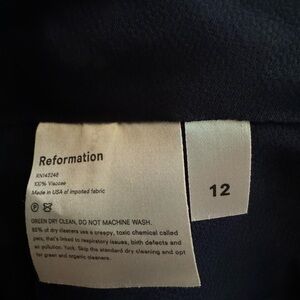 Reformation
RN143248
100% Viscose
Made in USA of imported fabric
GREEN DRY CLEAN, DO NOT MACHINE WASH.
85% of dry cleaners use a creepy, toxic chemical called
perc, that's linked to respiratory issues, birth defects and
so pollution. Yuck. Skip the standard dry cleaning and opt
for green and organic cleaners.
12